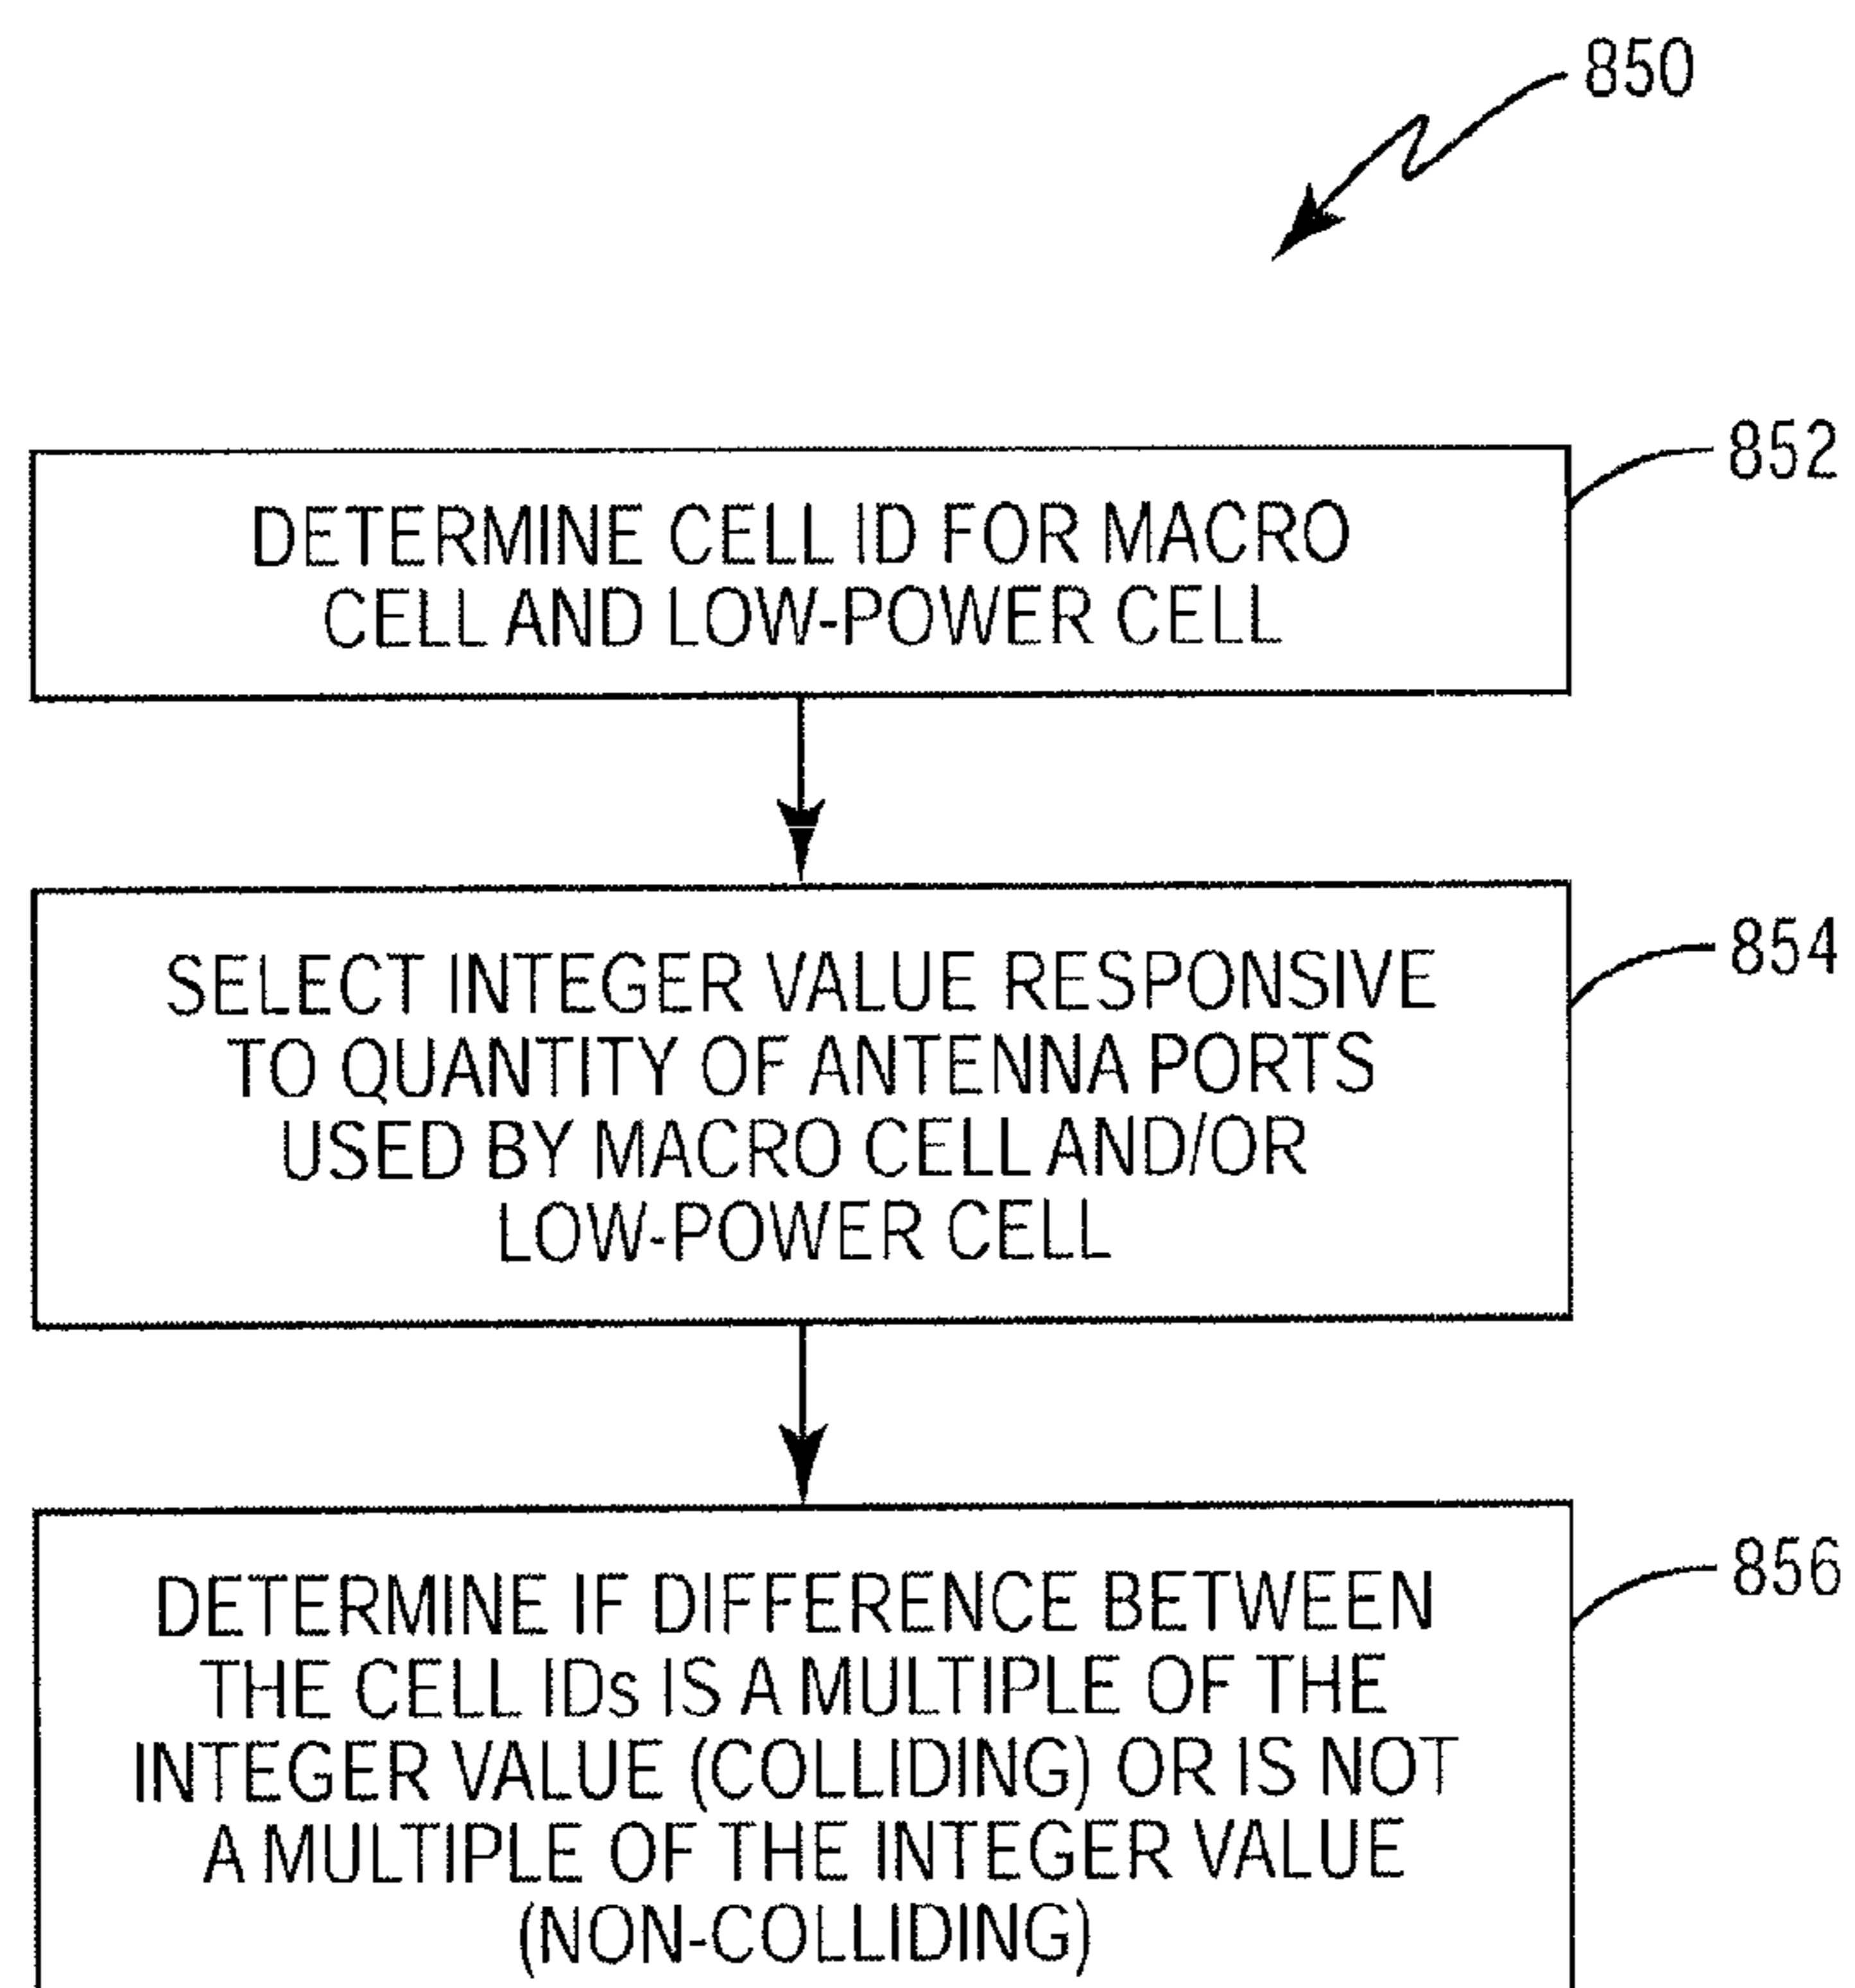 850
852
DETERMINE CELL ID FOR MACRO
CELL AND LOW-POWER CELL
854
SELECT INTEGER VALUE RESPONSIVE
TO QUANTITY OF ANTENNA PORTS
USED BY MACRO CELL AND/OR
LOW-POWER CELL
856
DETERMINE IF DIFFERENCE BETWEEN
THE CELL IDs IS A MULTIPLE OF THE
INTEGER VALUE (COLLIDING) OR IS NOT
A MULTIPLE OF THE INTEGER VALUE
(NON-COLLIDING)